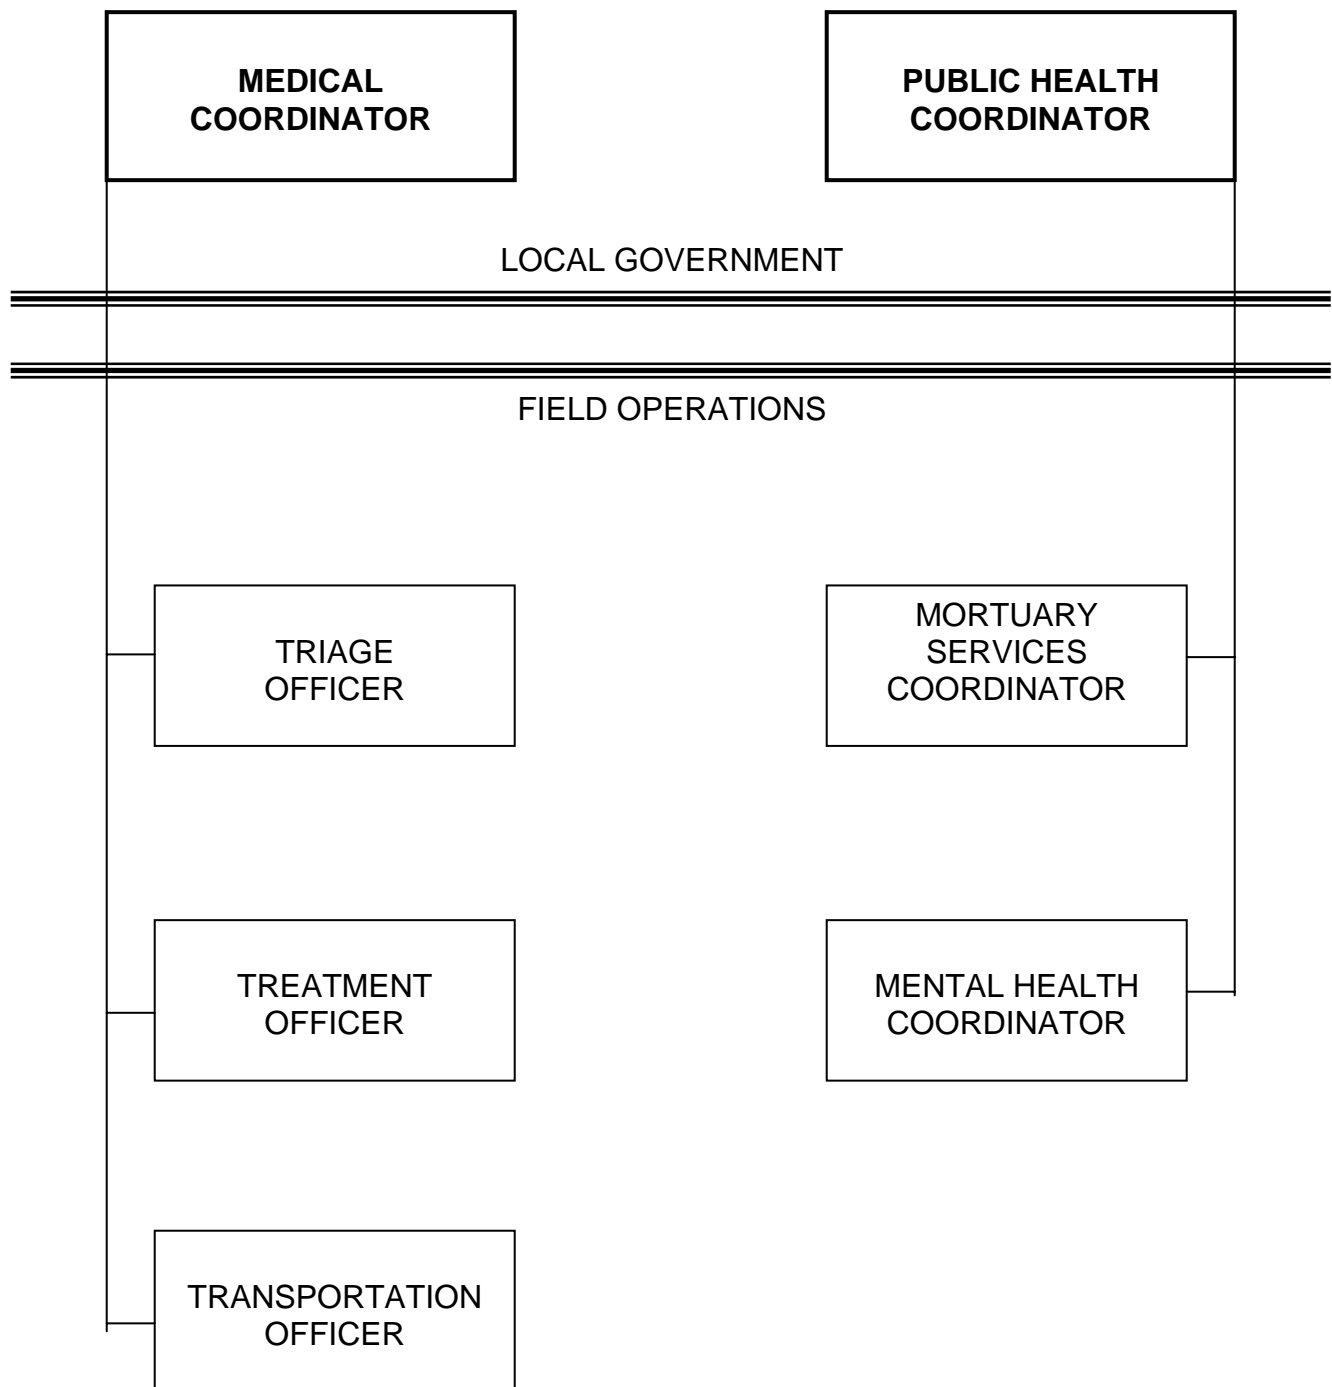 MEDICAL
COORDINATOR
PUBLIC HEALTH
COORDINATOR
LOCAL GOVERNMENT
FIELD OPERATIONS
TRIAGE
OFFICER
MORTUARY
SERVICES
COORDINATOR
TREATMENT
OFFICER
MENTAL HEALTH
COORDINATOR
TRANSPORTATION
OFFICER